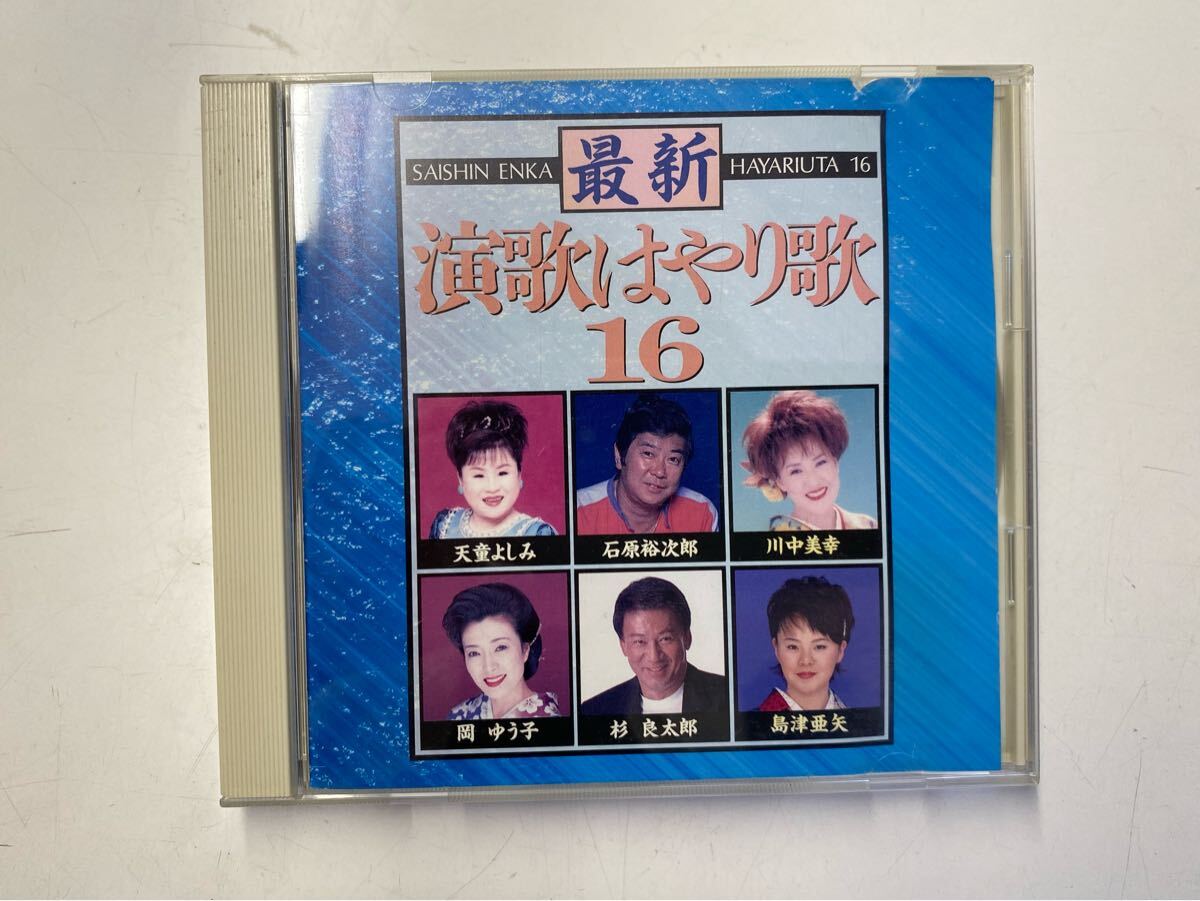 SAISHIN ENKA 最新 HAYARIUTA 16
演歌はやり歌
16
天童よしみ 石原裕次郎 川中美幸
岡 ゆう子 杉 良太郎 島津亜矢